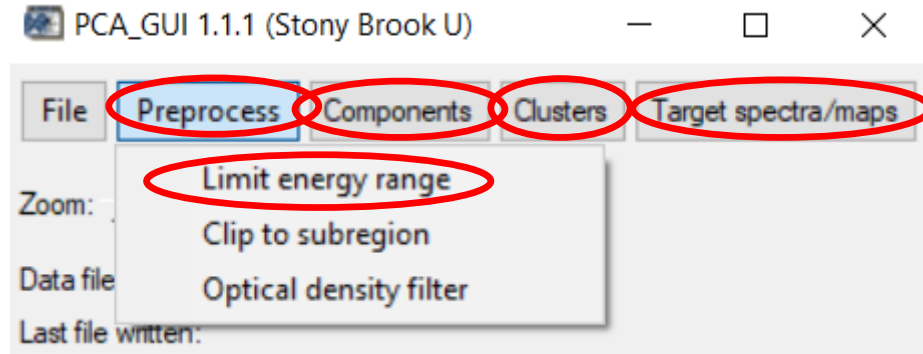 PCA_GUI 1.1.1 (Stony Brook U)
File Preprocess Components Clusters Target spectra/maps
Limit energy range
Zoom:
Clip to subregion
Data file
Optical density filter
Last file written: